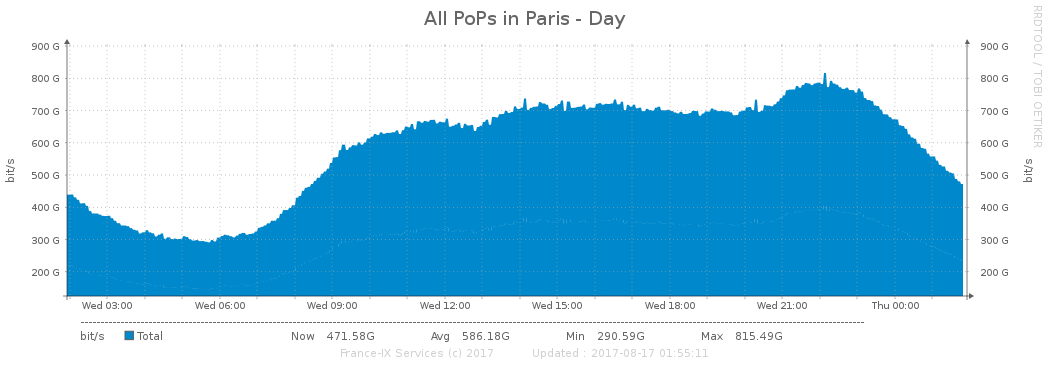 All PoPs in Paris - Day
RRDTOOL / TOBI OETIKER
bit/s
900 G
800 G
700 G
600 G
500 G
400 G
300 G
200 G
900 G
800 G
700 G
600 G
500 G
400 G
300 G
200 G
bit/s
Wed 03:00 Wed 06:00 Wed 09:00 Wed 12:00 Wed 15:00 Wed 18:00 Wed 21:00 Thu 00:00
bit/s Total Now 471.58G Avg 586.18G Min 290.59G Max 815.49G
France-IX Services (c) 2017 Updated : 2017-08-17 01:55:11